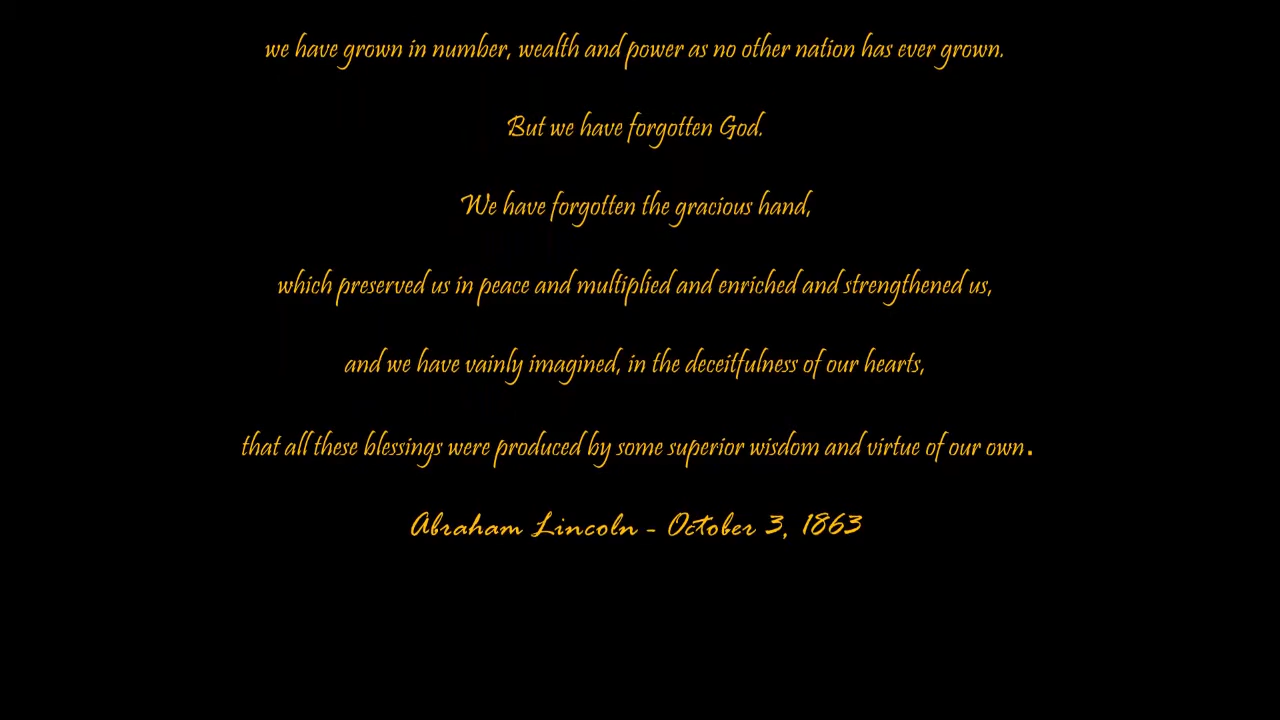 we have grown in number, wealth and power as no other nation has ever grown.
But we have forgotten God.
We have forgotten the gracious hand,
which preserved us in peace and multiplied and enriched and strengthened us,
and we have vainly imagined, in the deceitfulness of our hearts,
that all these blessings were produced by some superior wisdom and virtue of our own.
Abraham Lincoln - October 3, 1863